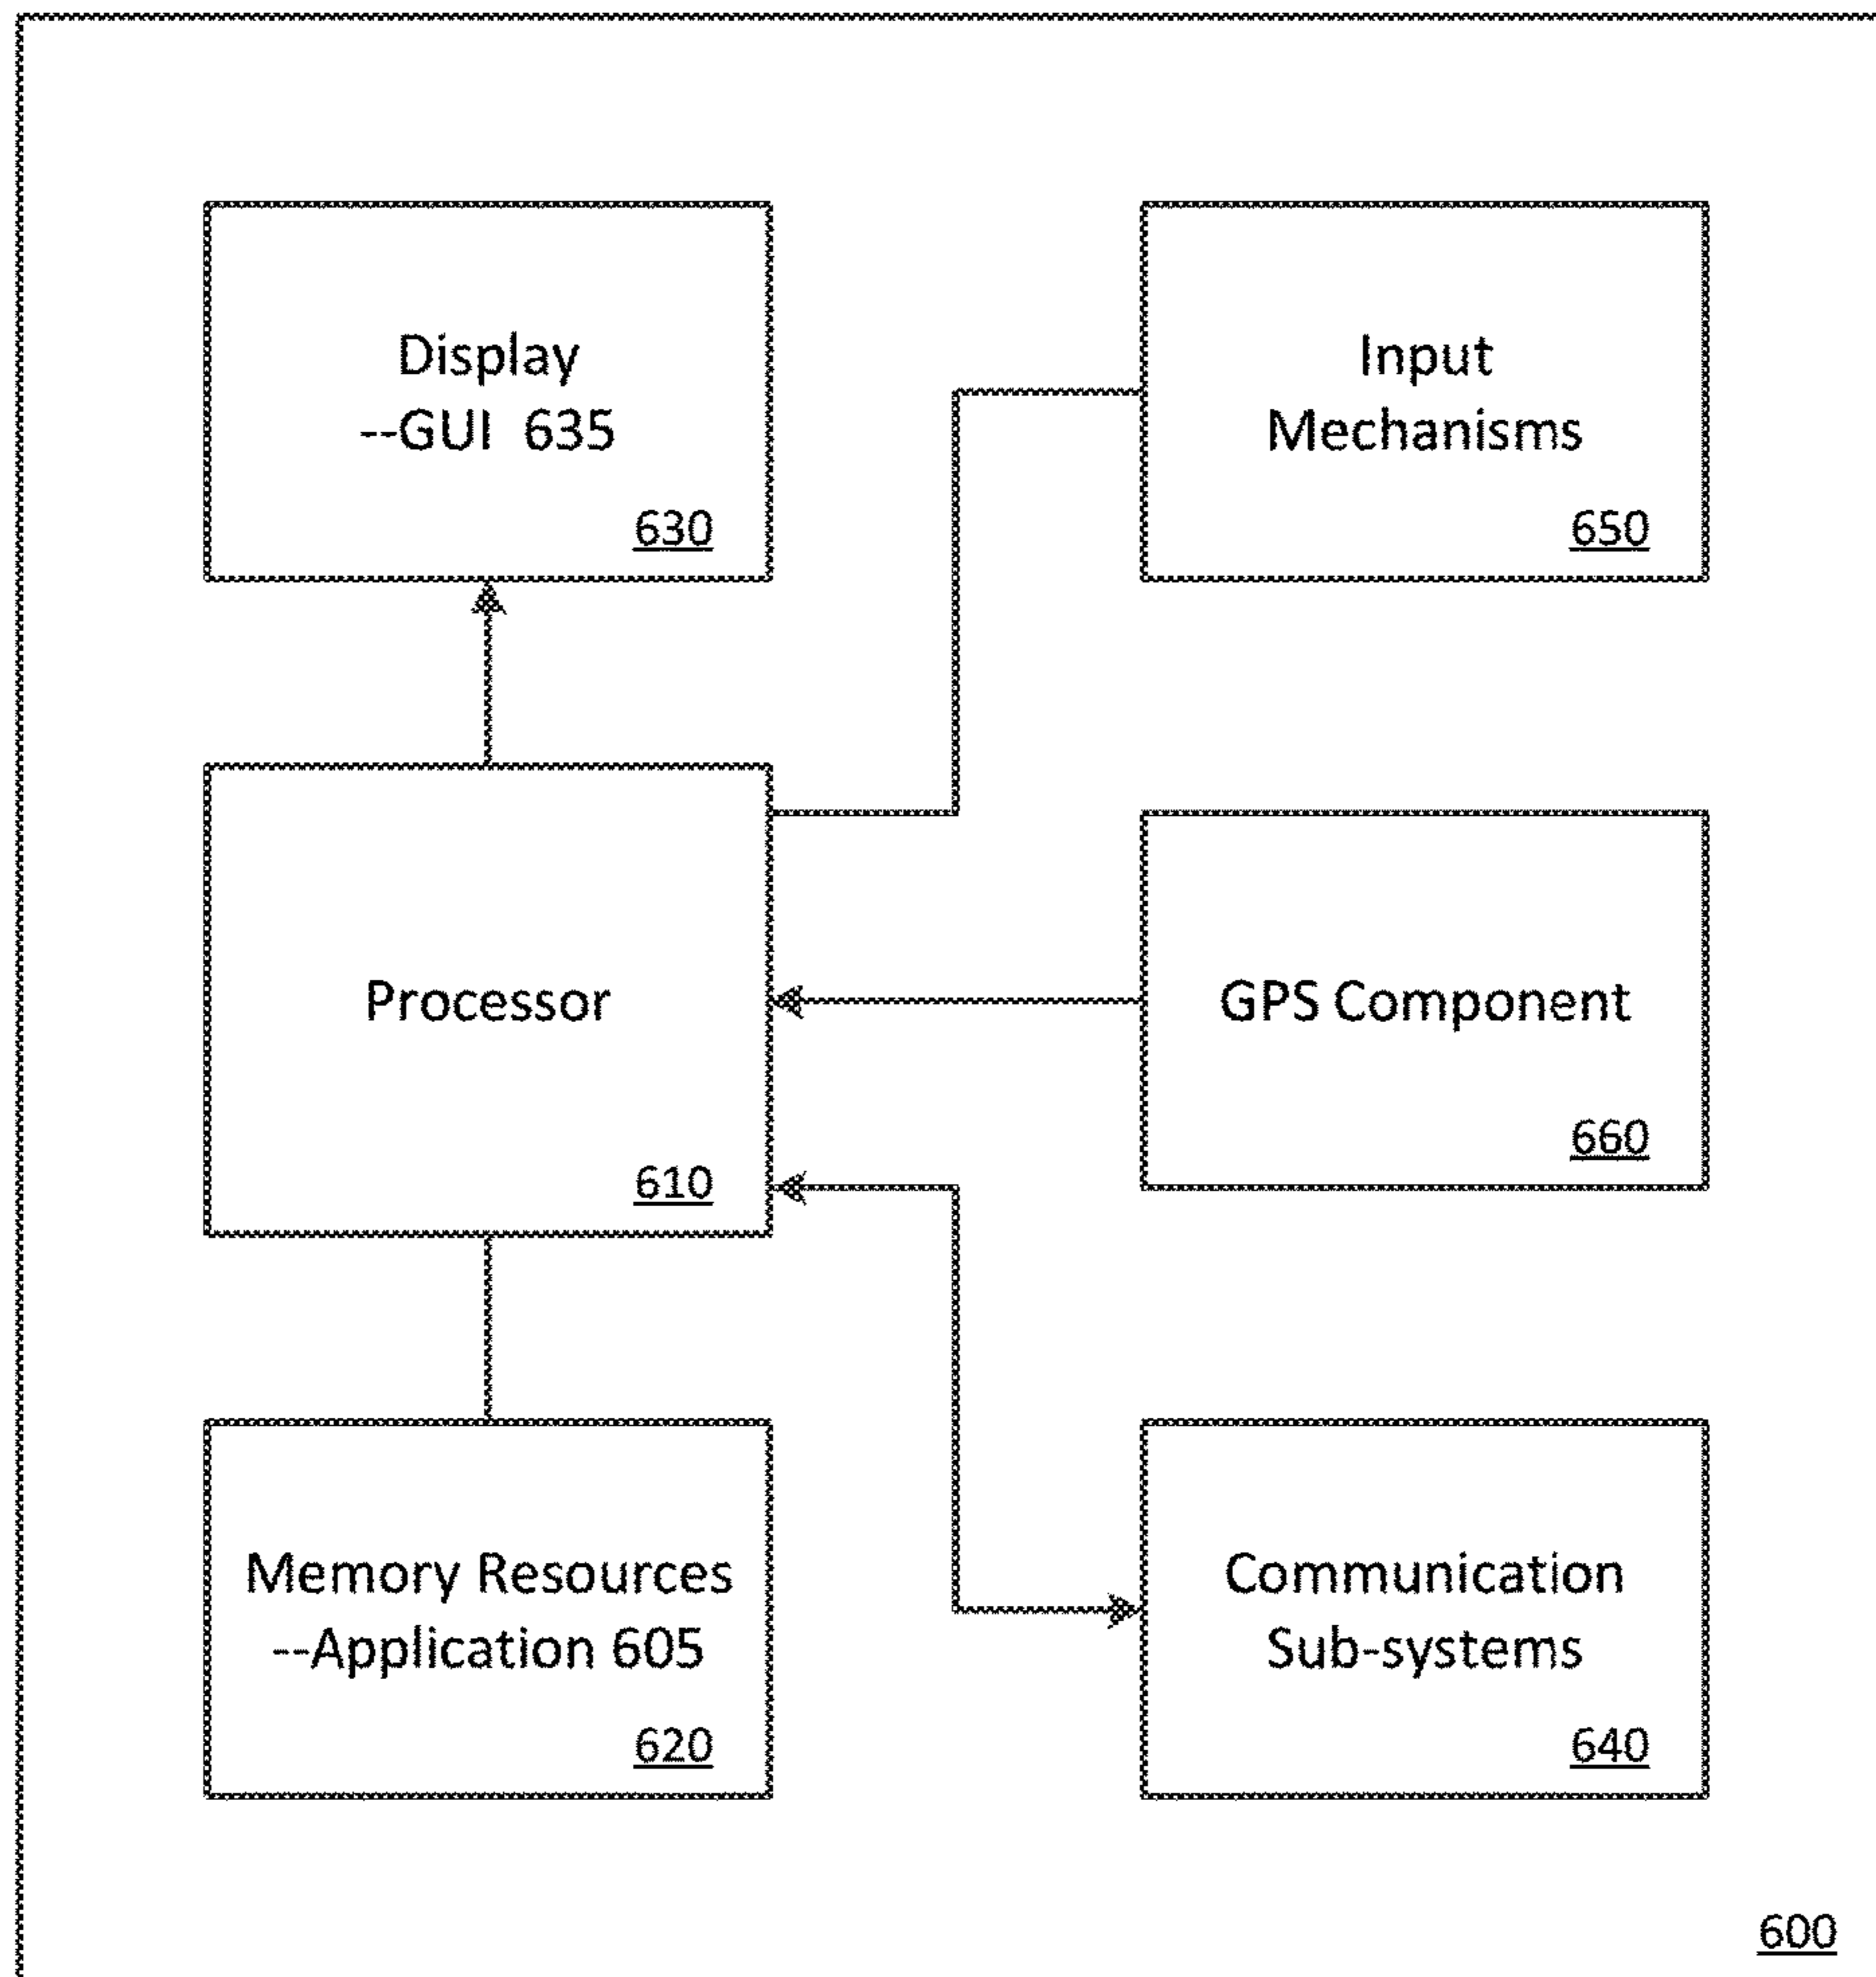 Display
--GUI 635
630
Input
Mechanisms
650
Processor
610
GPS Component
660
Memory Resources
--Application 605
620
Communication
Sub-systems
640
600